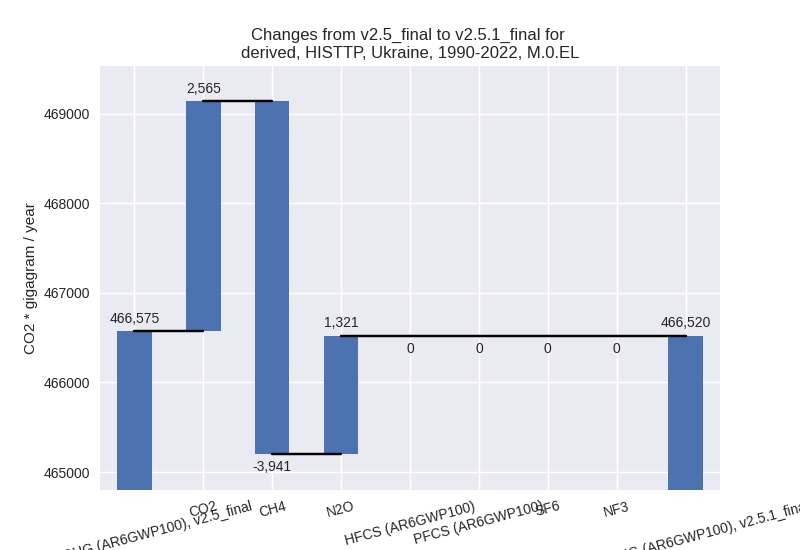 Changes from v2.5_final to v2.5.1_final for
derived, HISTTP, Ukraine, 1990-2022, M.0.EL
CO2 * gigagram / year
469000
468000
467000
466000
465000
466,575
2,565
-3,941
1,321
0
0
0
0
466,520
(AR6GWP100), v2.5_final
CO2
CH4
N2O
HFCS (AR6GWP100)
PFCS (AR6GWP100)
SF6
NF3
(AR6GWP100), v2.5.1_fina